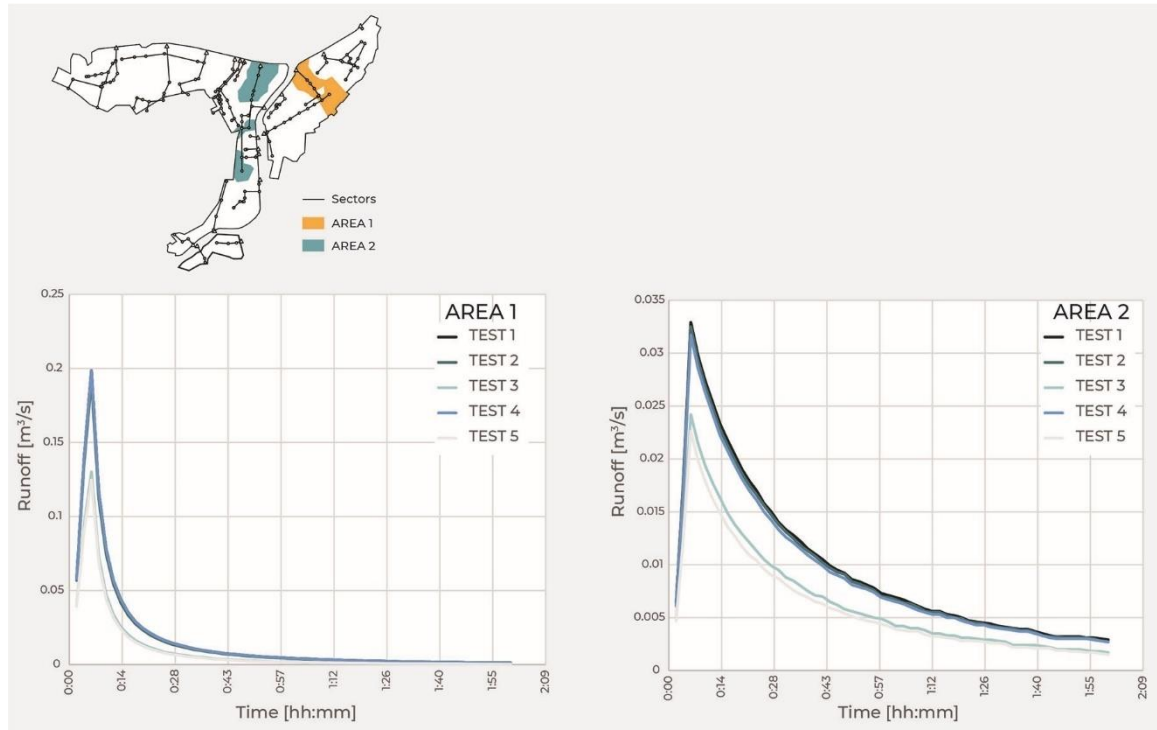 Sectors
AREA 1
AREA 2
AREA 1
TEST 1
TEST 2
TEST 3
TEST 4
TEST 5
Runoff [m³/s]
0.25
0.2
0.15
0.1
0.05
0
0:00
0:14
0:28
0:43
0:57
1:12
1:26
1:40
1:55
2:09
Time [hh:mm]
AREA 2
TEST 1
TEST 2
TEST 3
TEST 4
TEST 5
Runoff [m³/s]
0.035
0.03
0.025
0.02
0.015
0.01
0.005
0
0:00
0:14
0:28
0:43
0:57
1:12
1:26
1:40
1:55
2:09
Time [hh:mm]